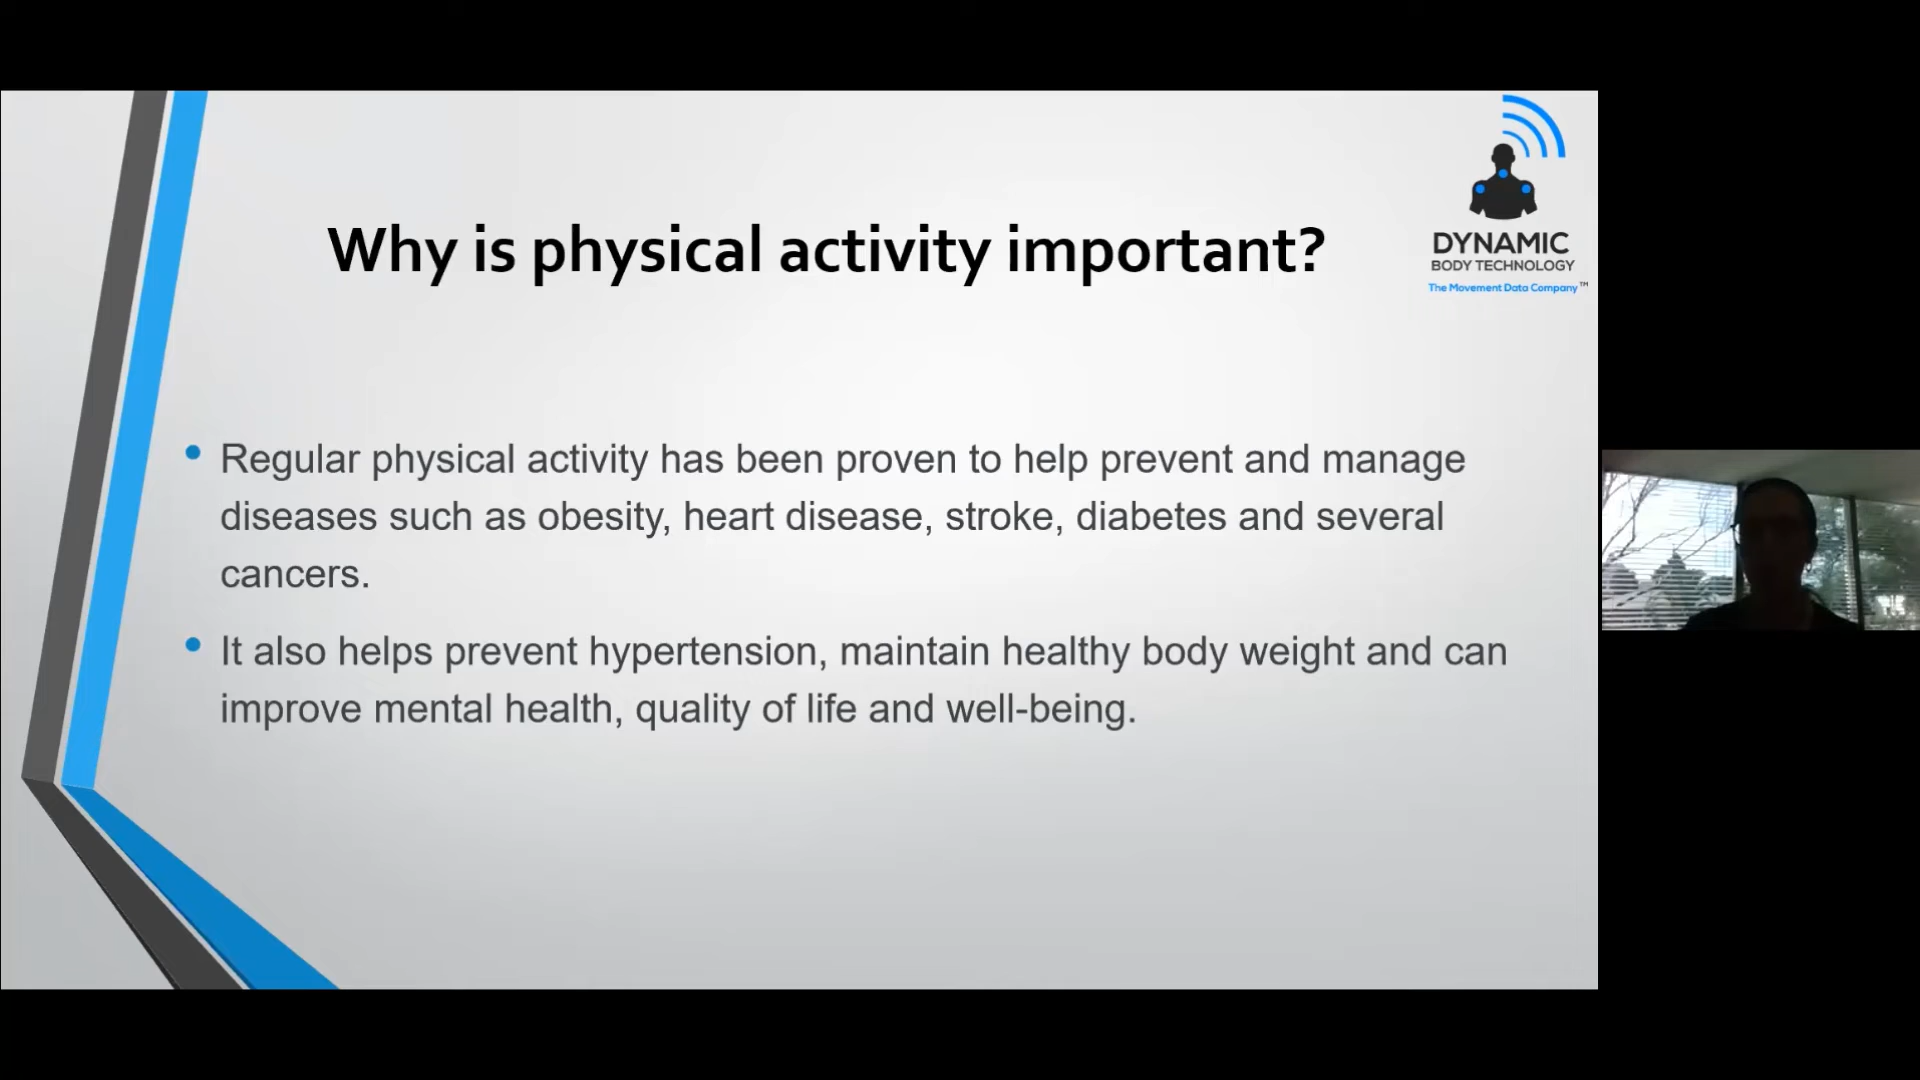 Why is physical activity important?
DYNAMIC
BODY TECHNOLOGY
The Movement Data Company™
• Regular physical activity has been proven to help prevent and manage
diseases such as obesity, heart disease, stroke, diabetes and several
cancers.
• It also helps prevent hypertension, maintain healthy body weight and can
improve mental health, quality of life and well-being.